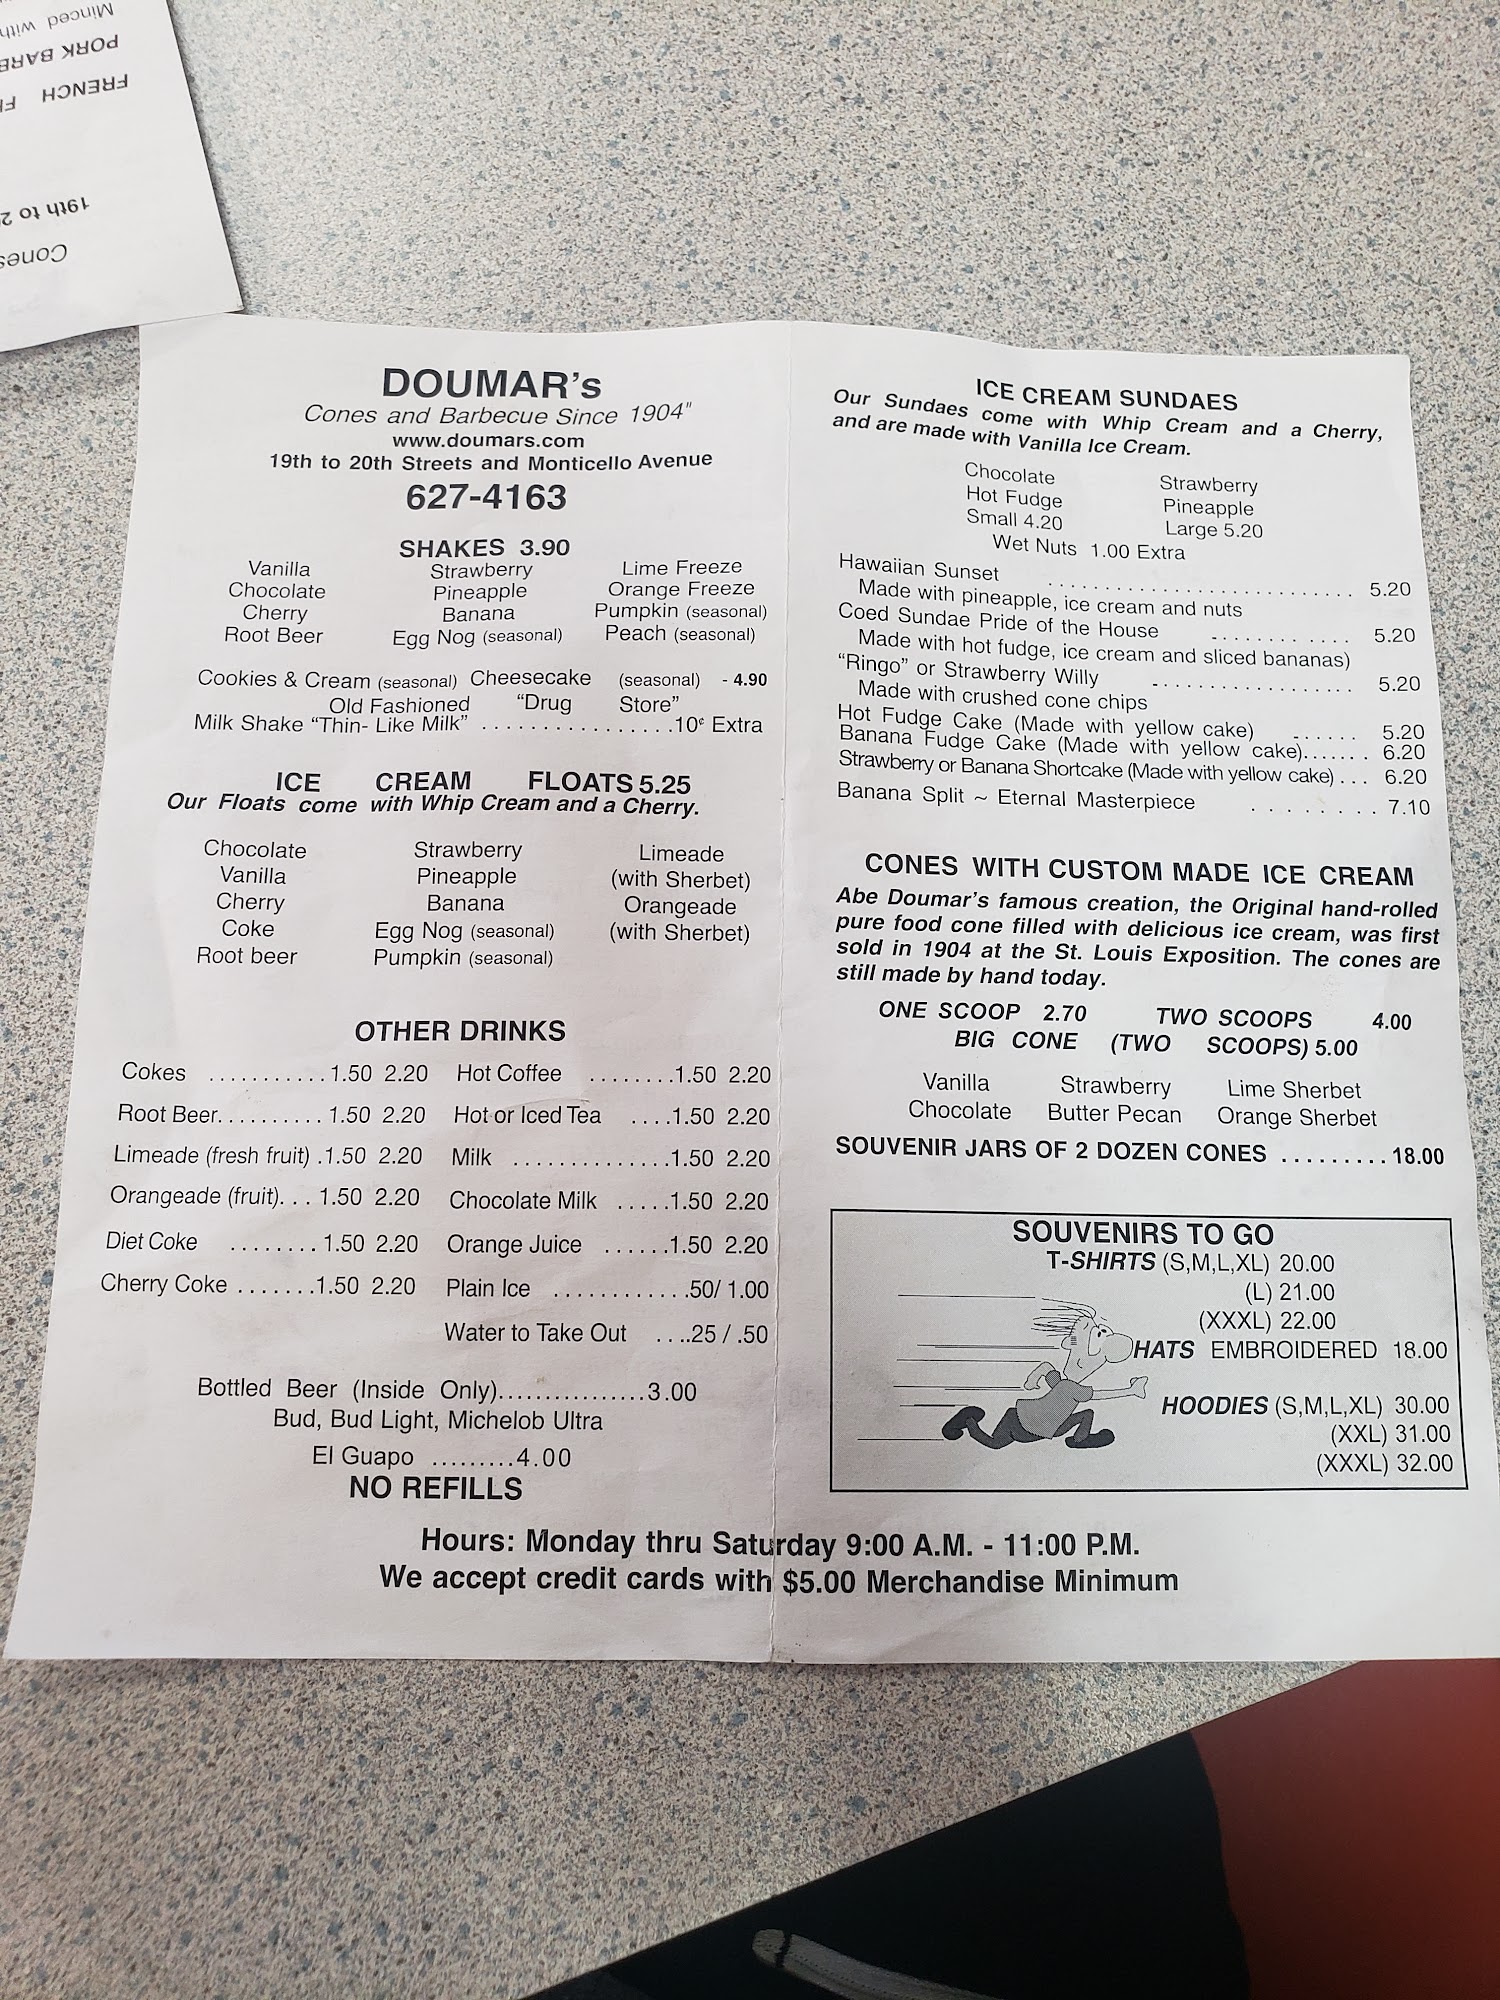 Minced with
PORK BARB
FRENCH
19th to 2
Cones
DOUMAR's
Cones and Barbecue Since 1904"
www.doumars.com
19th to 20th Streets and Monticello Avenue
627-4163
SHAKES 3.90
Vanilla Strawberry Lime Freeze
Chocolate Pineapple Orange Freeze
Cherry Banana Pumpkin (seasonal)
Root Beer Egg Nog (seasonal) Peach (seasonal)
Cookies & Cream (seasonal) Cheesecake (seasonal) - 4.90
Old Fashioned "Drug Store"
Milk Shake "Thin- Like Milk" ................10¢ Extra
ICE CREAM FLOATS 5.25
Our Floats come with Whip Cream and a Cherry.
Chocolate Strawberry Limeade
Vanilla Pineapple (with Sherbet)
Cherry Banana Orangeade
Coke Egg Nog (seasonal) (with Sherbet)
Root beer Pumpkin (seasonal)
OTHER DRINKS
Cokes ...........1.50 2.20 Hot Coffee ........1.50 2.20
Root Beer..........1.50 2.20 Hot or Iced Tea ....1.50 2.20
Limeade (fresh fruit) .1.50 2.20 Milk ..............1.50 2.20
Orangeade (fruit)... 1.50 2.20 Chocolate Milk .....1.50 2.20
Diet Coke ........1.50 2.20 Orange Juice ......1.50 2.20
Cherry Coke .......1.50 2.20 Plain Ice ............50/ 1.00
Water to Take Out ....25 / .50
Bottled Beer (Inside Only)................3.00
Bud, Bud Light, Michelob Ultra
El Guapo .........4.00
NO REFILLS
ICE CREAM SUNDAES
Our Sundaes come with Whip Cream and a Cherry,
and are made with Vanilla Ice Cream.
Chocolate Strawberry
Hot Fudge Pineapple
Small 4.20 Large 5.20
Wet Nuts 1.00 Extra
Hawaiian Sunset .......................... 5.20
Made with pineapple, ice cream and nuts
Coed Sundae Pride of the House ............ 5.20
Made with hot fudge, ice cream and sliced bananas)
"Ringo" or Strawberry Willy .................. 5.20
Made with crushed cone chips
Hot Fudge Cake (Made with yellow cake) ...... 5.20
Banana Fudge Cake (Made with yellow cake)....... 6.20
Strawberry or Banana Shortcake (Made with yellow cake) ... 6.20
Banana Split ~ Eternal Masterpiece ........ 7.10
CONES WITH CUSTOM MADE ICE CREAM
Abe Doumar's famous creation, the Original hand-rolled
pure food cone filled with delicious ice cream, was first
sold in 1904 at the St. Louis Exposition. The cones are
still made by hand today.
ONE SCOOP 2.70 TWO SCOOPS 4.00
BIG CONE (TWO SCOOPS) 5.00
Vanilla Strawberry Lime Sherbet
Chocolate Butter Pecan Orange Sherbet
SOUVENIR JARS OF 2 DOZEN CONES ......... 18.00
SOUVENIRS TO GO
T-SHIRTS (S,M,L,XL) 20.00
(L) 21.00
(XXXL) 22.00
HATS EMBROIDERED 18.00
HOODIES (S,M,L,XL) 30.00
(XXL) 31.00
(XXXL) 32.00
Hours: Monday thru Saturday 9:00 A.M. - 11:00 P.M.
We accept credit cards with $5.00 Merchandise Minimum